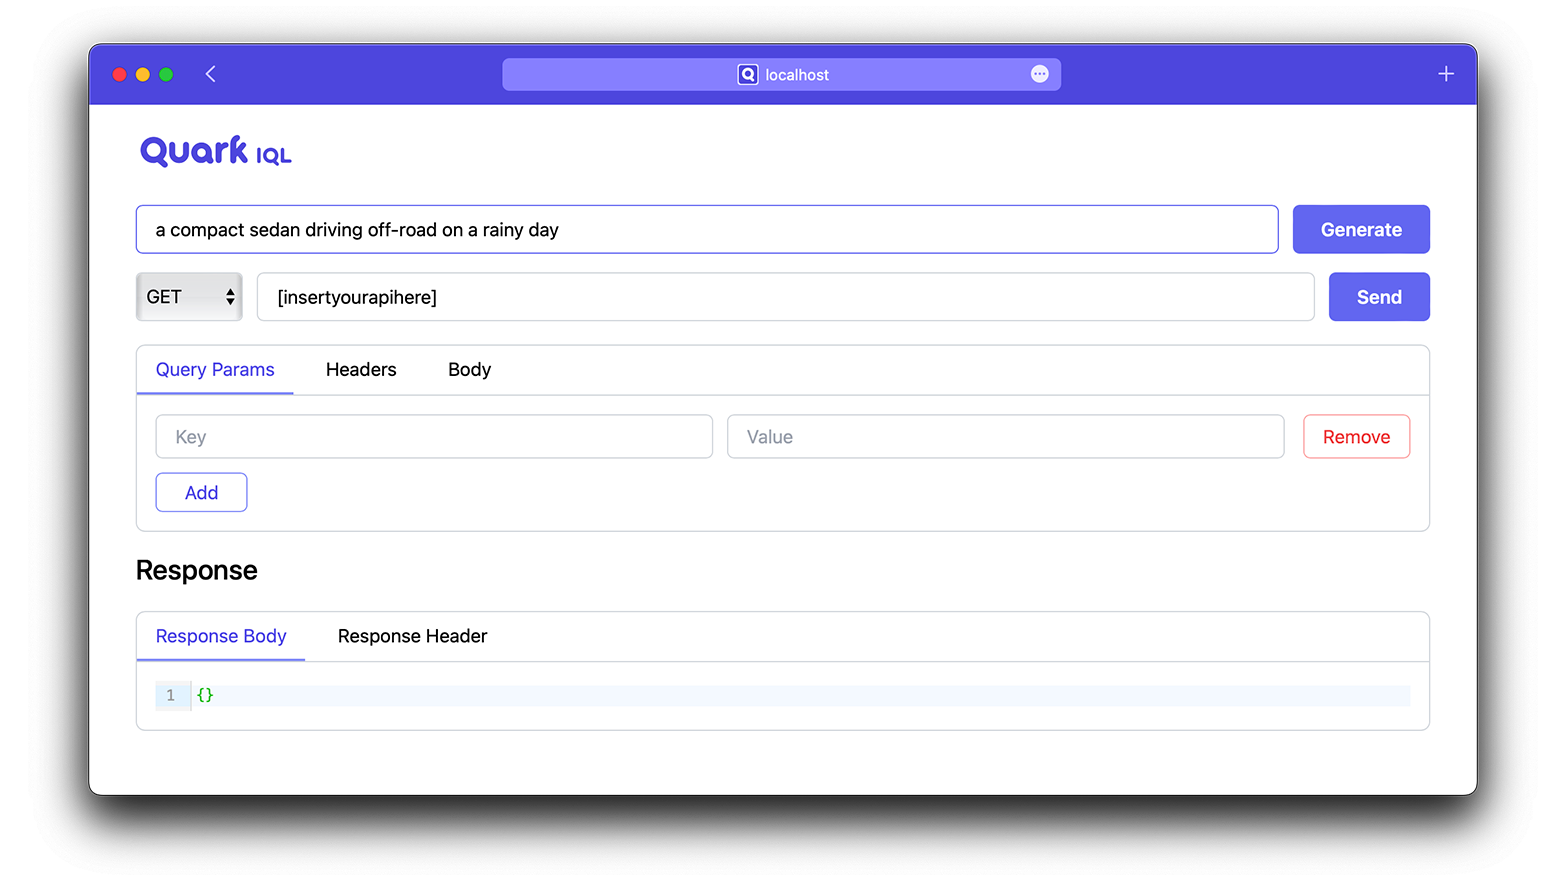 localhost
Quark IQL
a compact sedan driving off-road on a rainy day
Generate
GET
[insertyourapihere]
Send
Query Params Headers Body
Key Value Remove
Add
Response
Response Body Response Header
1 {}